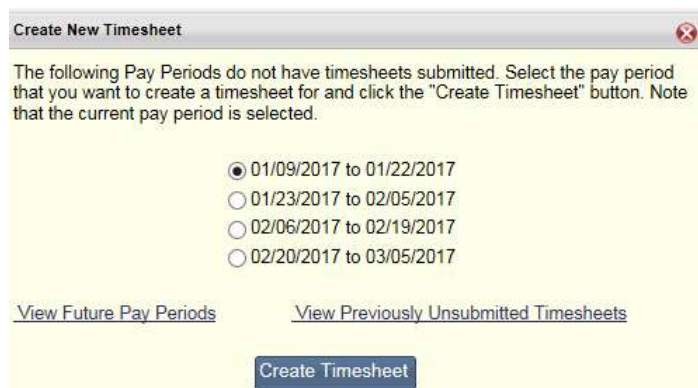 Create New Timesheet
The following Pay Periods do not have timesheets submitted. Select the pay period
that you want to create a timesheet for and click the "Create Timesheet" button. Note
that the current pay period is selected.
01/09/2017 to 01/22/2017
01/23/2017 to 02/05/2017
02/06/2017 to 02/19/2017
02/20/2017 to 03/05/2017
View Future Pay Periods View Previously Unsubmitted Timesheets
Create Timesheet